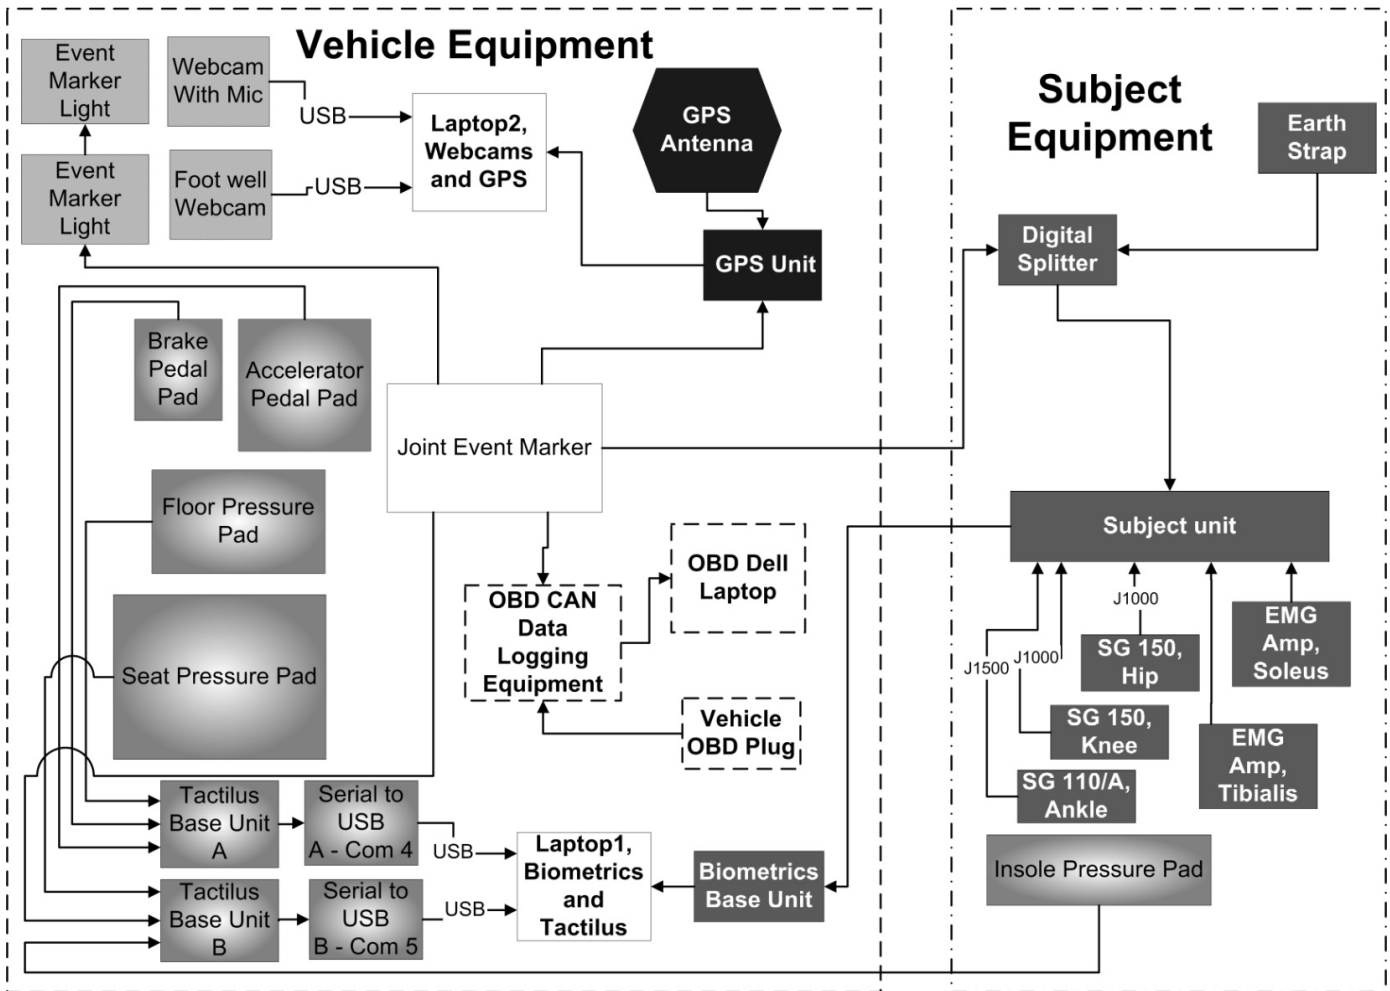 Vehicle Equipment
Subject
Equipment
Event
Marker
Light
Webcam
With Mic
USB
Laptop2,
Webcams
and GPS
GPS
Antenna
Earth
Strap
Event
Marker
Light
Foot well
Webcam
USB
GPS Unit
Digital
Splitter
Brake
Pedal
Pad
Accelerator
Pedal Pad
Joint Event Marker
Floor Pressure
Pad
Subject unit
OBD CAN
Data
Logging
Equipment
OBD Dell
Laptop
Vehicle
OBD Plug
Seat Pressure Pad
J1500
J1000
J1000
SG 150,
Hip
EMG
Amp,
Soleus
SG 150,
Knee
EMG
Amp,
Tibialis
SG 110/A,
Ankle
Tactilus
Base Unit
A
Serial to
USB
A - Com 4
USB
Laptop1,
Biometrics
and
Tactilus
Biometrics
Base Unit
Insole Pressure Pad
Tactilus
Base Unit
B
Serial to
USB
B - Com 5
USB